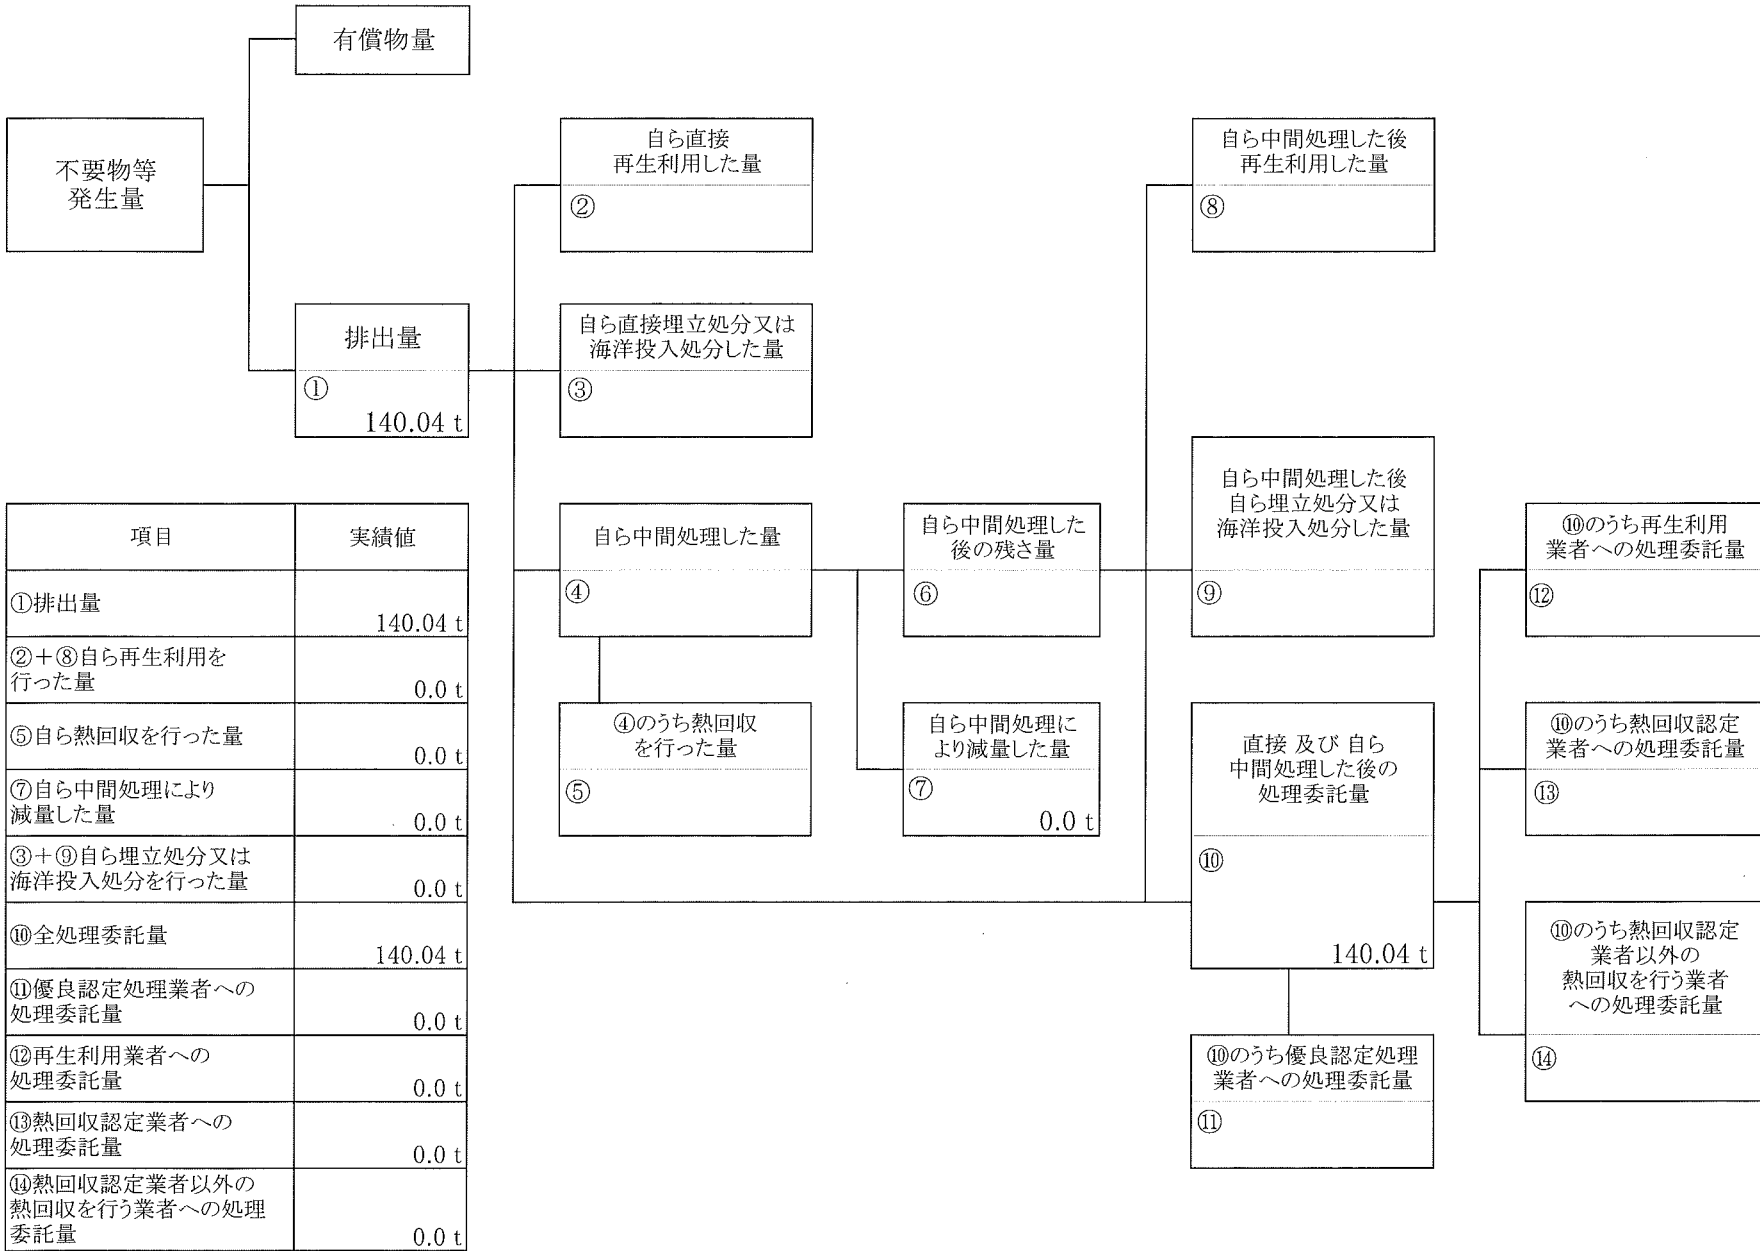 有償物量
不要物等
発生量
自ら直接
再生利用した量
②
自ら中間処理した後
再生利用した量
⑧
排出量
①
140.04 t
自ら直接埋立処分又は
海洋投入処分した量
③
自ら中間処理した量
④
自ら中間処理した
後の残さ量
⑥
自ら中間処理した後
自ら埋立処分又は
海洋投入処分した量
⑨
⑩のうち再生利用
業者への処理委託量
⑫
④のうち熱回収
を行った量
⑤
自ら中間処理に
より減量した量
⑦
0.0 t
直接 及び 自ら
中間処理した後の
処理委託量
⑩
140.04 t
⑩のうち熱回収認定
業者への処理委託量
⑬
⑩のうち熱回収認定
業者以外の
熱回収を行う業者
への処理委託量
⑭
⑩のうち優良認定処理
業者への処理委託量
⑪
項目 実績値
①排出量
140.04 t
②+⑧自ら再生利用を
行った量
0.0 t
⑤自ら熱回収を行った量
0.0 t
⑦自ら中間処理により
減量した量
0.0 t
③+⑨自ら埋立処分又は
海洋投入処分を行った量
0.0 t
⑩全処理委託量
140.04 t
⑪優良認定処理業者への
処理委託量
0.0 t
⑫再生利用業者への
処理委託量
0.0 t
⑬熱回収認定業者への
処理委託量
0.0 t
⑭熱回収認定業者以外の
熱回収を行う業者への処理
委託量
0.0 t